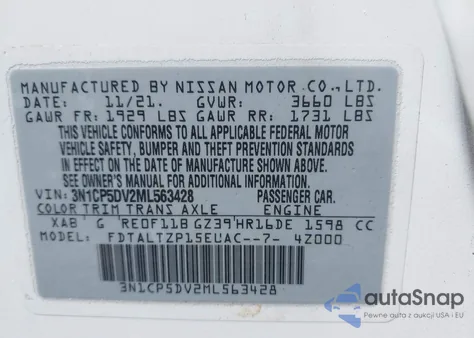 MANUFACTURED BY NISSAN MOTOR CO., LTD.
DATE: 11/21. GVWR: 3660 LBS
GAWR FR: 1929 LBS GAWR RR: 1731 LBS
THIS VEHICLE CONFORMS TO ALL APPLICABLE FEDERAL MOTOR
VEHICLE SAFETY, BUMPER AND THEFT PREVENTION STANDARDS
IN EFFECT ON THE DATE OF MANUFACTURE SHOWN ABOVE.
SEE OWNER'S MANUAL FOR ADDITIONAL INFORMATION.
VIN: 3N1CP5DV2ML563428 PASSENGER CAR.
COLOR TRIM TRANS AXLE ENGINE
XAB G RE0F11B GZ39 HR16DE 1598 CC
MODEL: FDTALTZP15EUAC--7- 4Z000
3N1CP5DV2ML563428
autoSnap
Pewne auta z aukcji USA i EU